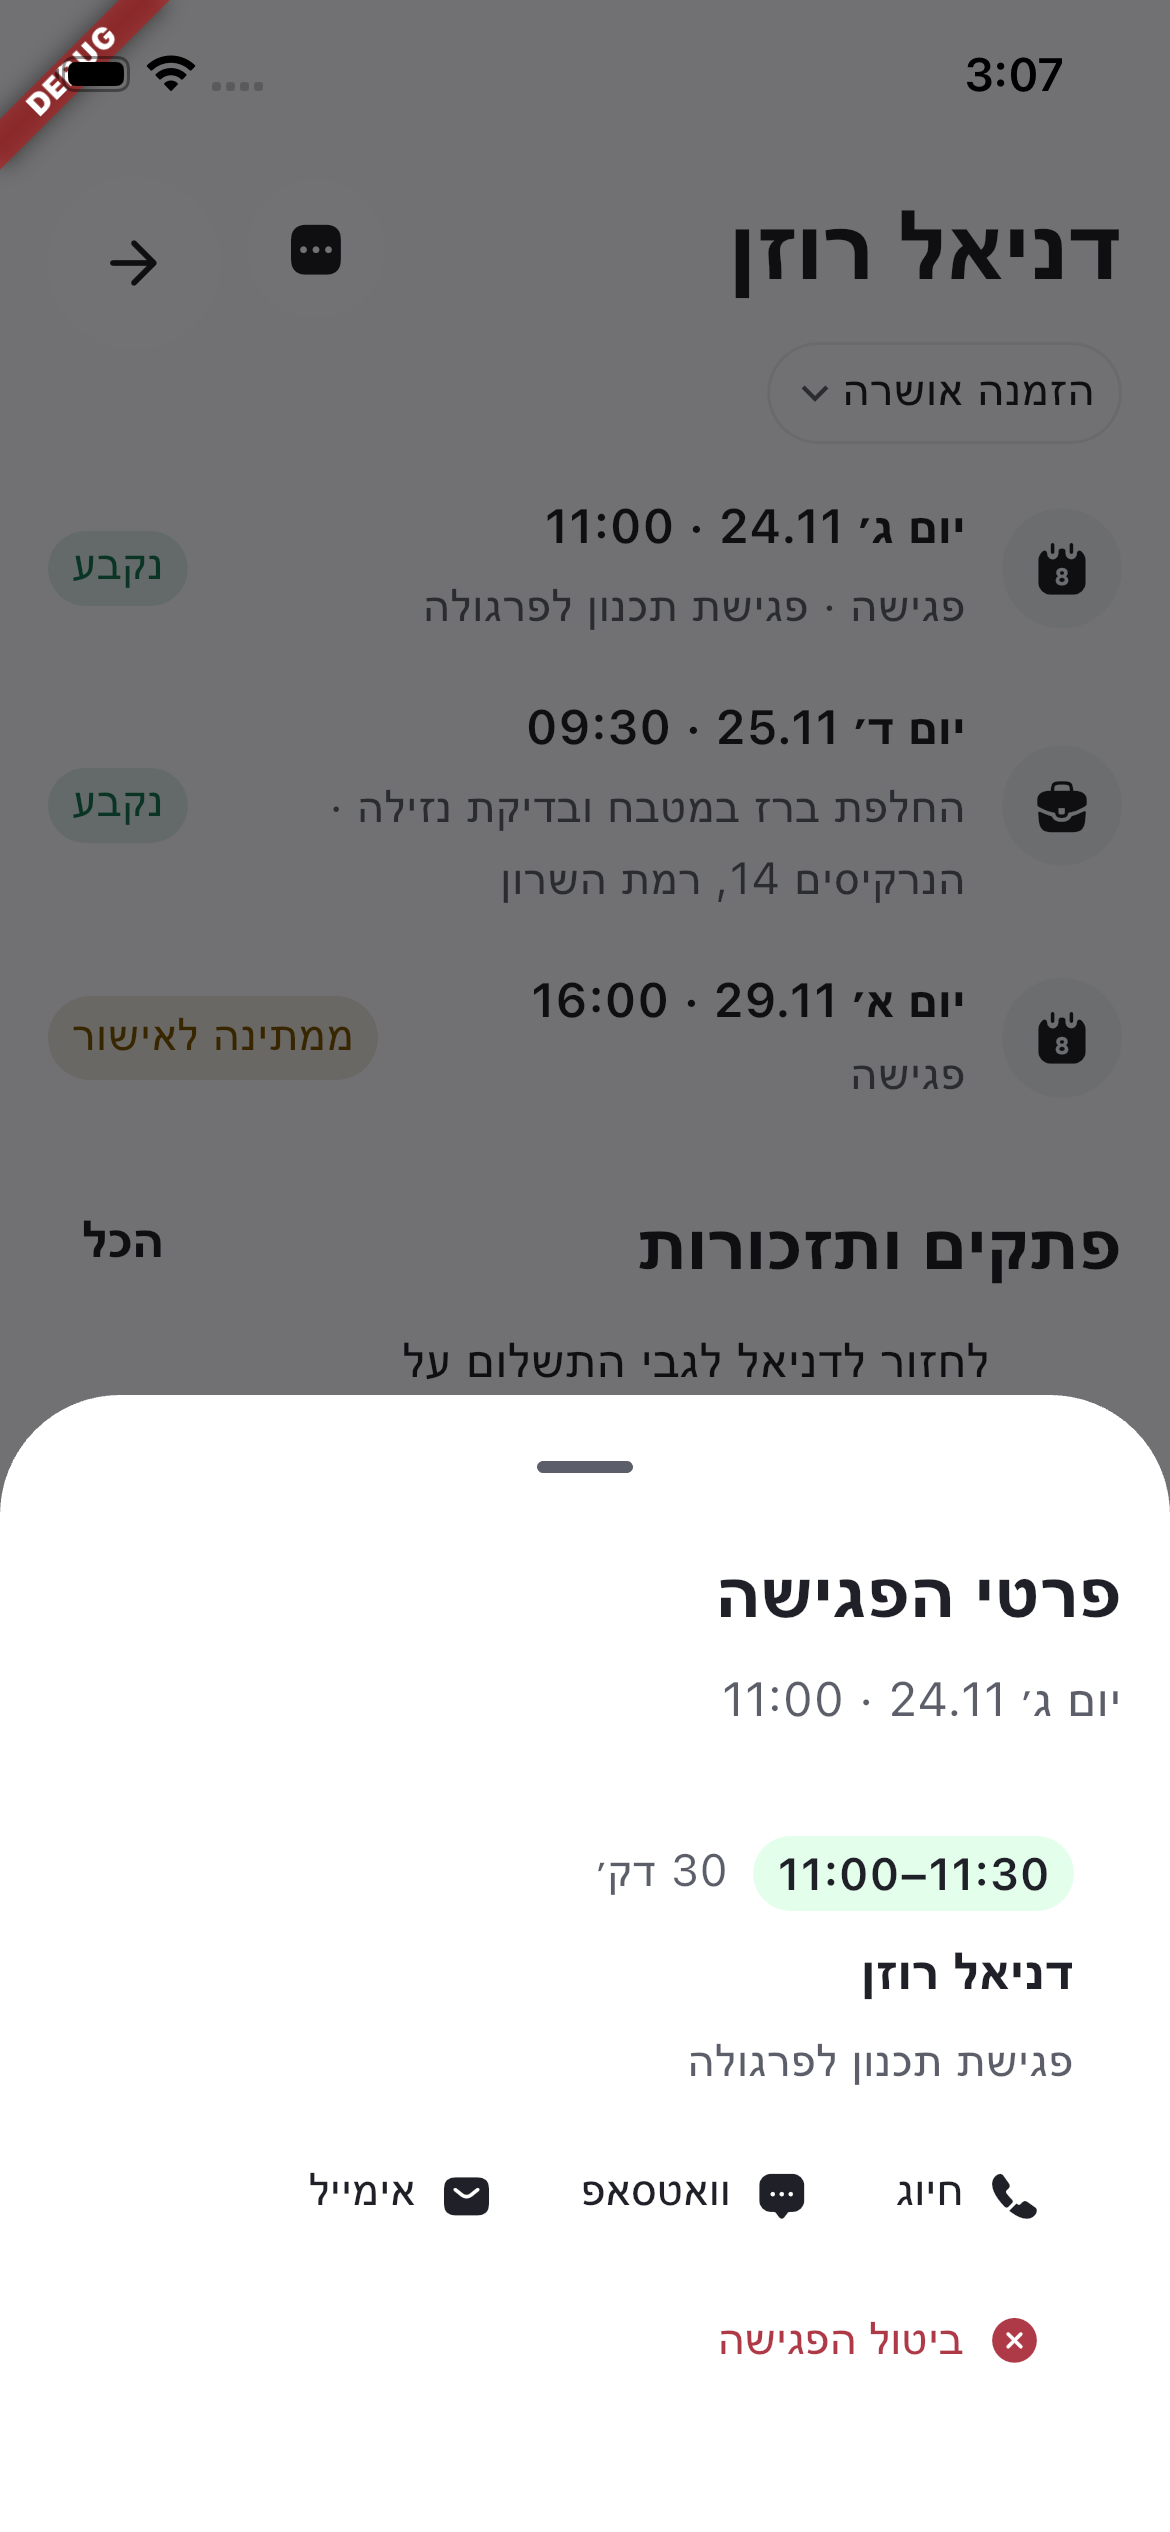 DEBUG
3:07
דניאל רוזן
הזמנה אושרה
יום ג׳ 24.11 · 11:00
פגישה · פגישת תכנון לפרגולה
נקבע
יום ד׳ 25.11 · 09:30
החלפת ברז במטבח ובדיקת נזילה ·
הנרקיסים 14, רמת השרון
נקבע
יום א׳ 29.11 · 16:00
פגישה
ממתינה לאישור
פתקים ותזכורות
הכל
לחזור לדניאל לגבי התשלום על
פרטי הפגישה
יום ג׳ 24.11 · 11:00
11:00–11:30
30 דק׳
דניאל רוזן
פגישת תכנון לפרגולה
חיוג
וואטסאפ
אימייל
ביטול הפגישה